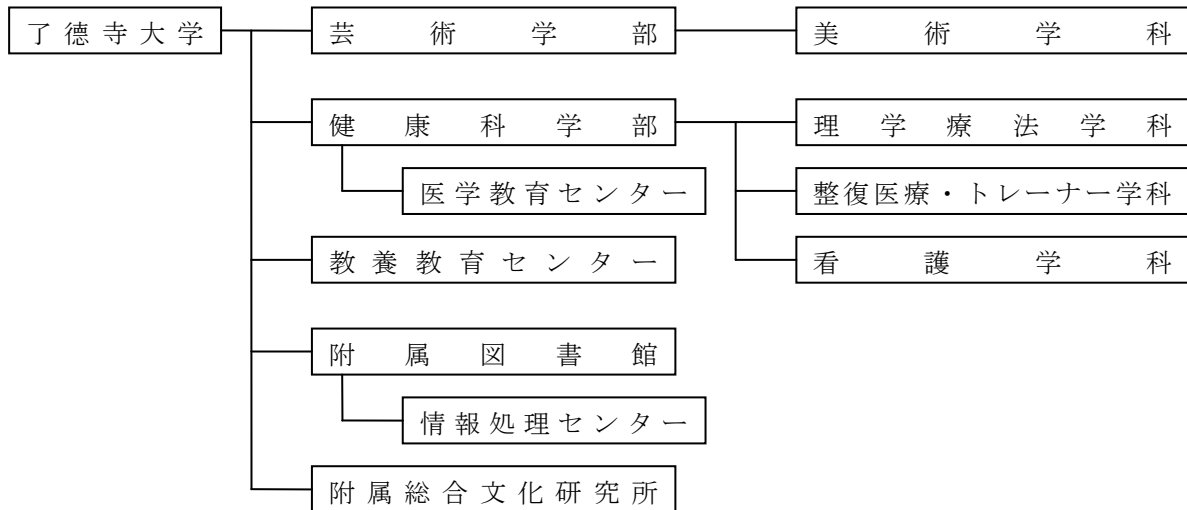 了徳寺大学 芸術学部 美術学科
健康科学部 理学療法学科
医学教育センター 整復医療・トレーナー学科
教養教育センター 看護学科
附属図書館
情報処理センター
附属総合文化研究所